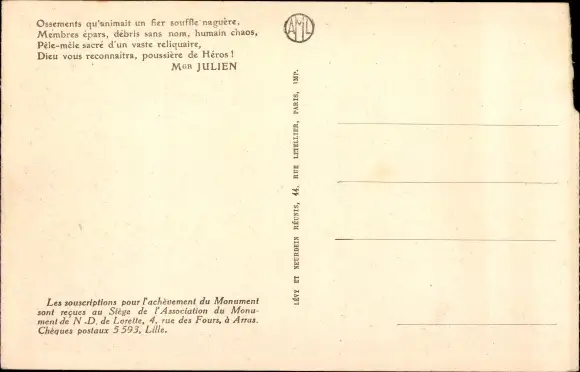 Ossements qu'animait un fier souffle naguère,
Membres épars, débris sans nom, humain chaos,
Pêle-mêle sacré d'un vaste reliquaire,
Dieu vous reconnaitra, poussière de Héros !
MGR JULIEN
AML
LÉVY ET NEURDEIN RÉUNIS, 44, RUE LETELLIER, PARIS, IMP.
Les souscriptions pour l'achèvement du Monument
sont reçues au Siège de l'Association du Monu-
ment de N.-D. de Lorette, 4, rue des Fours, à Arras.
Chèques postaux 5593, Lille.